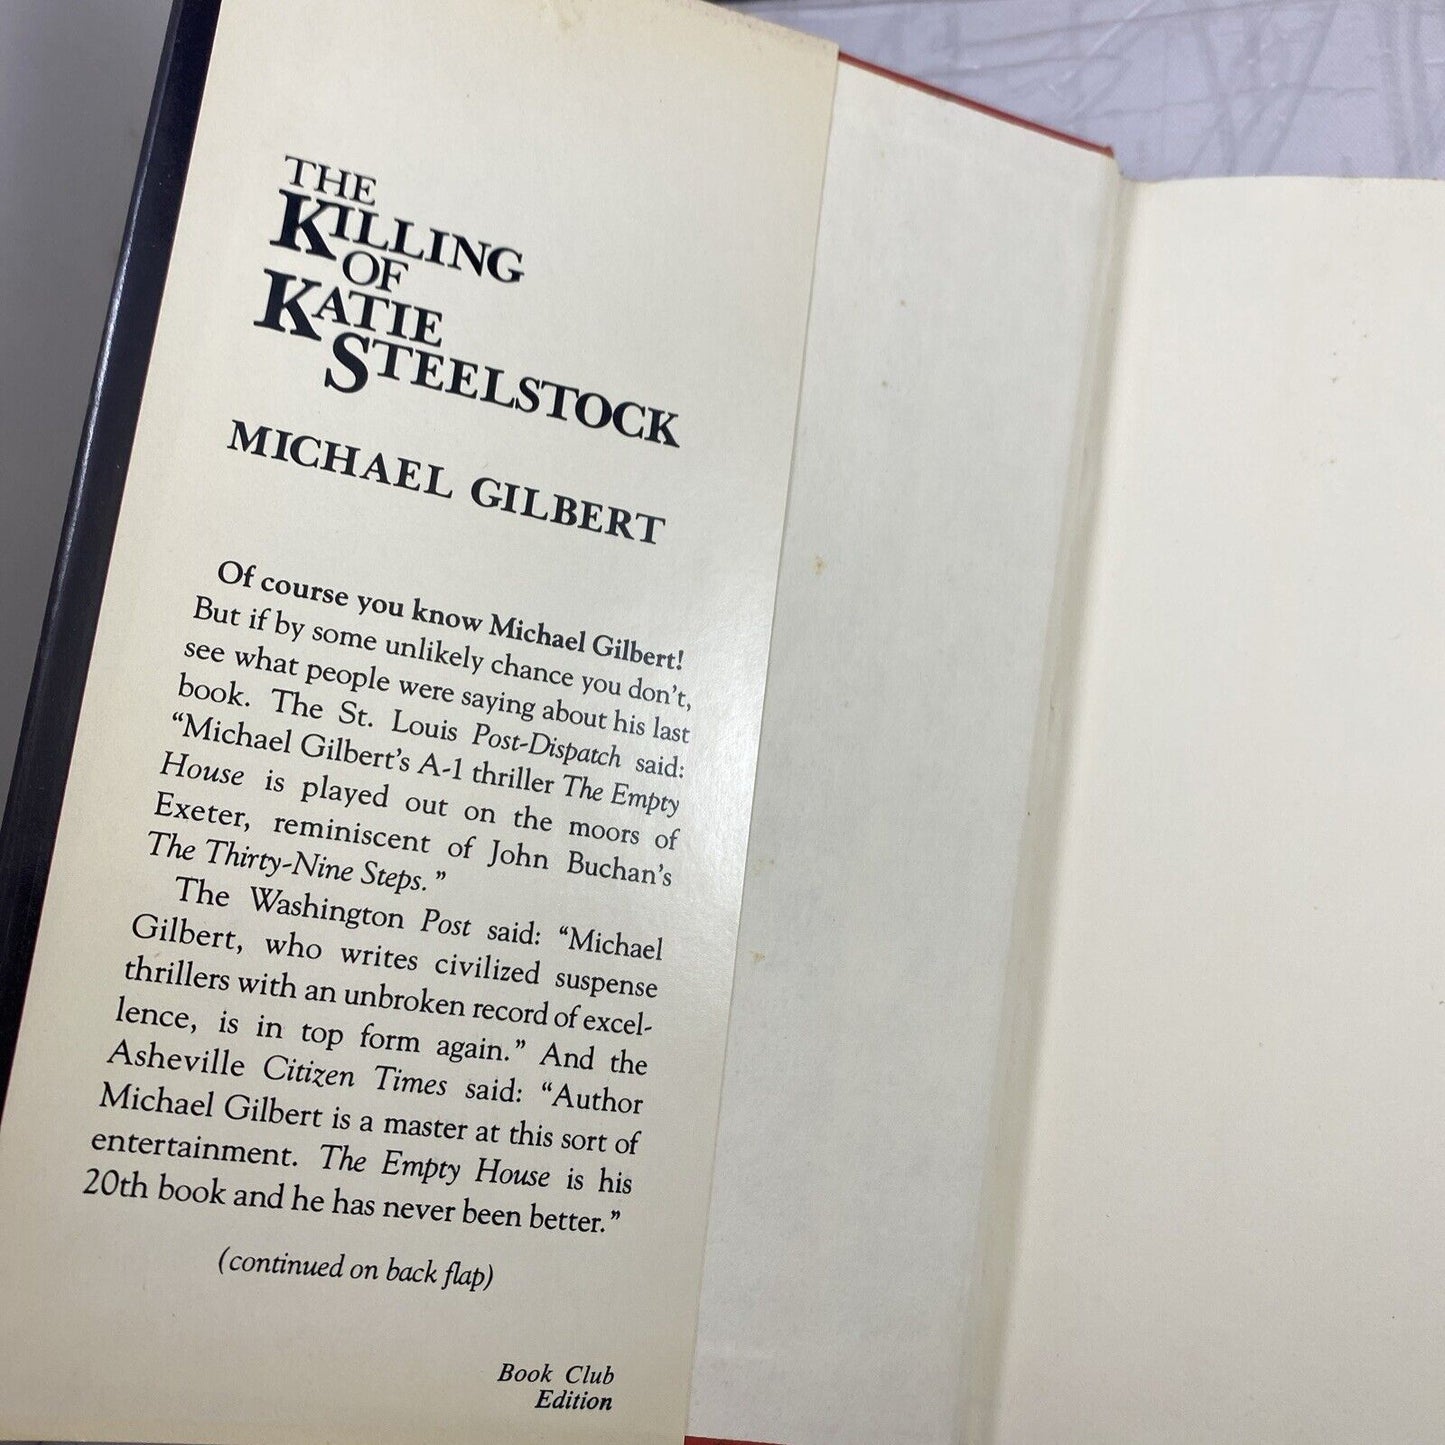 THE
KILLING
OF
KATIE
STEELSTOCK
MICHAEL GILBERT
Of course you know Michael Gilbert!
But if by some unlikely chance you don't,
see what people were saying about his last
book. The St. Louis Post-Dispatch said:
“Michael Gilbert's A-1 thriller The Empty
House is played out on the moors of
Exeter, reminiscent of John Buchan's
The Thirty-Nine Steps.”
The Washington Post said: “Michael
Gilbert, who writes civilized suspense
thrillers with an unbroken record of excel-
lence, is in top form again.” And the
Asheville Citizen Times said: “Author
Michael Gilbert is a master at this sort of
entertainment. The Empty House is his
20th book and he has never been better.”
(continued on back flap)
Book Club
Edition